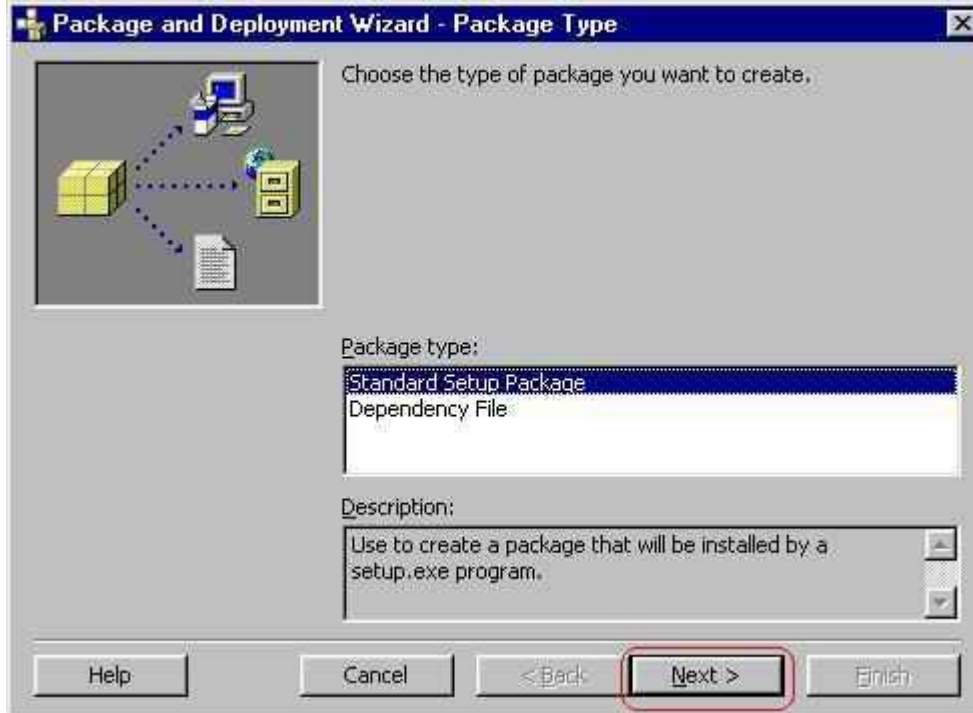 Package and Deployment Wizard - Package Type
Choose the type of package you want to create.
Package type:
Standard Setup Package
Dependency File
Description:
Use to create a package that will be installed by a
setup.exe program.
Help
Cancel
< Back
Next >
Finish